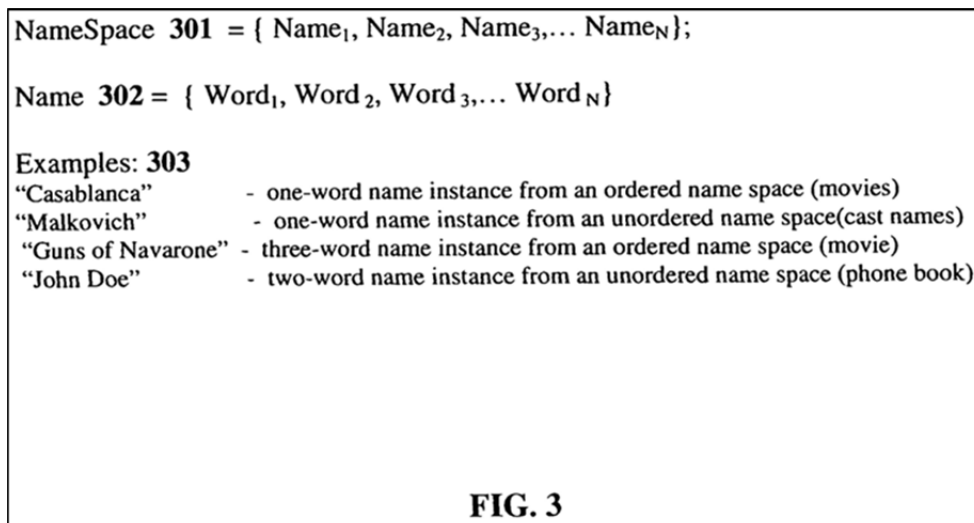 NameSpace 301 = { Name₁, Name₂, Name₃,… Name_N};
Name 302 = { Word₁, Word ₂, Word ₃,… Word _N}
Examples: 303
“Casablanca” - one-word name instance from an ordered name space (movies)
“Malkovich” - one-word name instance from an unordered name space(cast names)
“Guns of Navarone” - three-word name instance from an ordered name space (movie)
“John Doe” - two-word name instance from an unordered name space (phone book)
FIG. 3